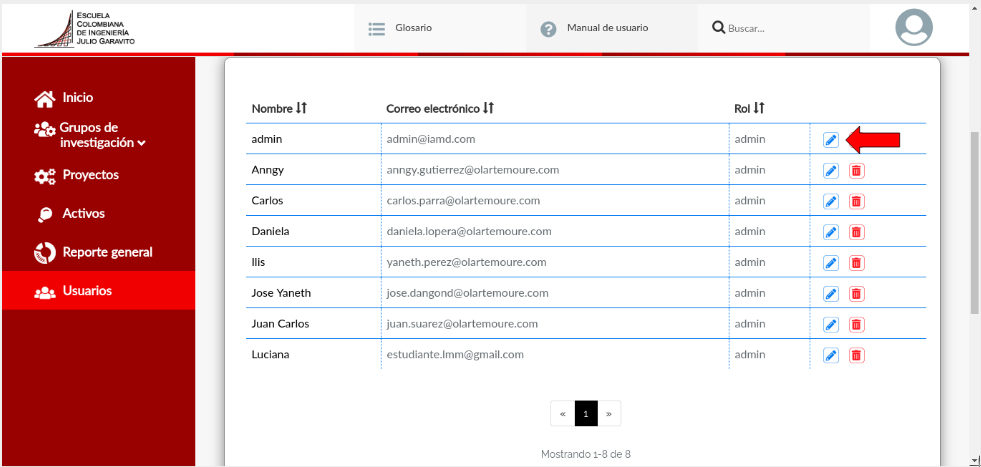 Escuela
Colombiana
de Ingeniería
Julio Garavito
Glosario
Manual de usuario
Buscar...
Inicio
Grupos de
investigación
Proyectos
Activos
Reporte general
Usuarios
Nombre Correo electrónico Rol
admin admin@iamd.com admin
Anngy anngy.gutierrez@olartemoure.com admin
Carlos carlos.parra@olartemoure.com admin
Daniela daniela.lopera@olartemoure.com admin
Ilis yaneth.perez@olartemoure.com admin
Jose Yaneth jose.dangond@olartemoure.com admin
Juan Carlos juan.suarez@olartemoure.com admin
Luciana estudiante.lmm@gmail.com admin
« 1 »
Mostrando 1-8 de 8